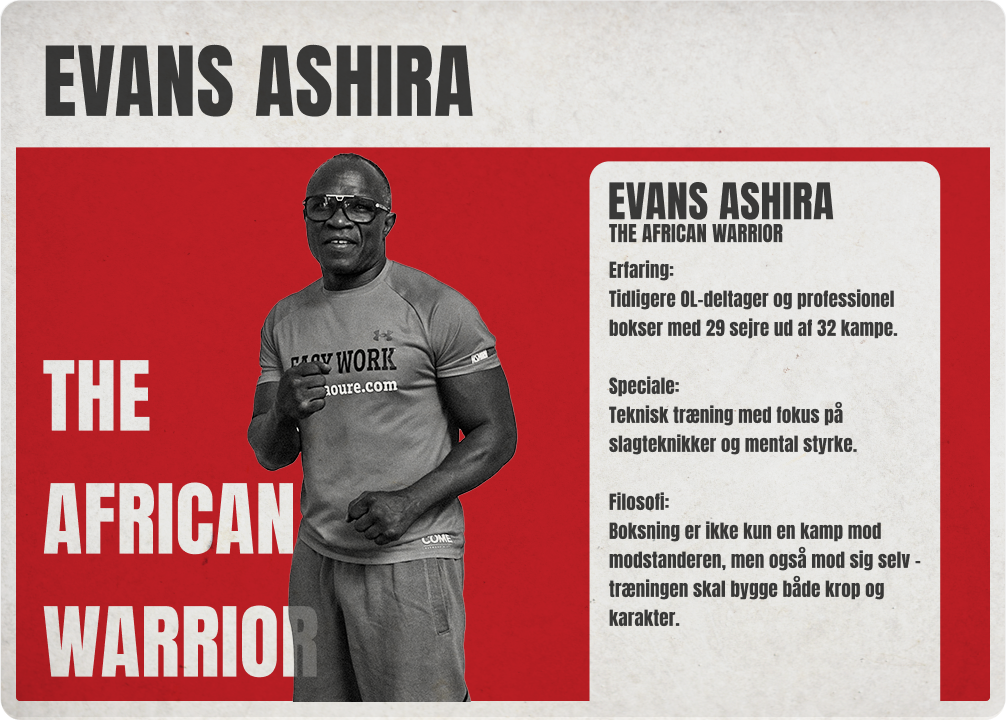 EVANS ASHIRA
THE
AFRICAN
WARRIOR
EASY WORK
noure.com
COME
EVANS ASHIRA
THE AFRICAN WARRIOR
Erfaring:
Tidligere OL-deltager og professionel
bokser med 29 sejre ud af 32 kampe.
Speciale:
Teknisk træning med fokus på
slagteknikker og mental styrke.
Filosofi:
Boksning er ikke kun en kamp mod
modstanderen, men også mod sig selv -
træningen skal bygge både krop og
karakter.